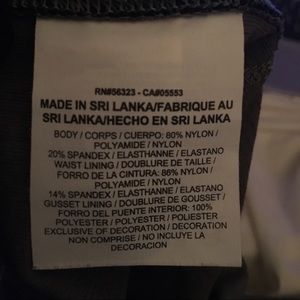 RN#56323 - CA#05553
MADE IN SRI LANKA/FABRIQUE AU
SRI LANKA/HECHO EN SRI LANKA
BODY / CORPS / CUERPO: 80% NYLON /
POLYAMIDE / NYLON
20% SPANDEX / ELASTHANNE / ELASTANO
WAIST LINING / DOUBLURE DE TAILLE /
FORRO DE LA CINTURA: 86% NYLON /
POLYAMIDE / NYLON
14% SPANDEX / ELASTHANNE / ELASTANO
GUSSET LINING / DOUBLURE DE GOUSSET /
FORRO DEL PUENTE INTERIOR: 100%
POLYESTER / POLYESTER / POLIESTER
EXCLUSIVE OF DECORATION / DECORATION
NON COMPRISE / NO INCLUYE LA
DECORACION